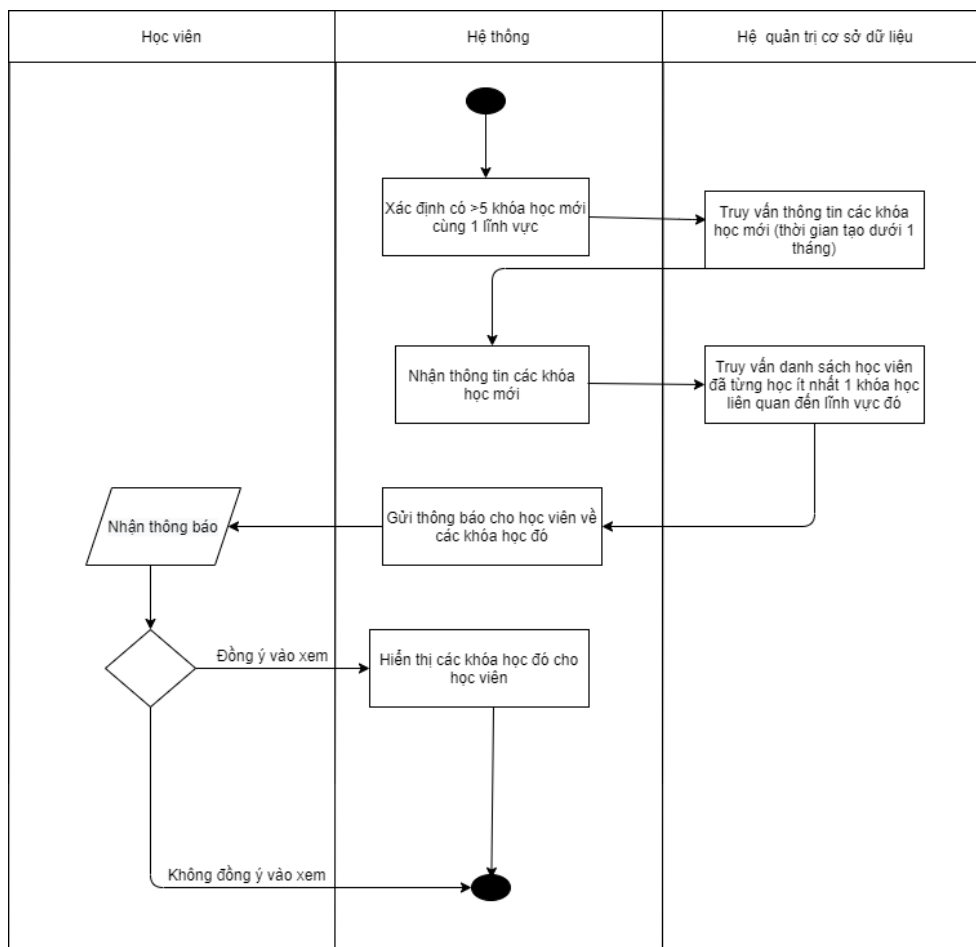 Học viên
Hệ thống
Hệ quản trị cơ sở dữ liệu
Xác định có >5 khóa học mới
cùng 1 lĩnh vực
Truy vấn thông tin các khóa
học mới (thời gian tạo dưới 1
tháng)
Nhận thông tin các khóa
học mới
Truy vấn danh sách học viên
đã từng học ít nhất 1 khóa học
liên quan đến lĩnh vực đó
Nhận thông báo
Gửi thông báo cho học viên về
các khóa học đó
Đồng ý vào xem
Hiển thị các khóa học đó cho
học viên
Không đồng ý vào xem